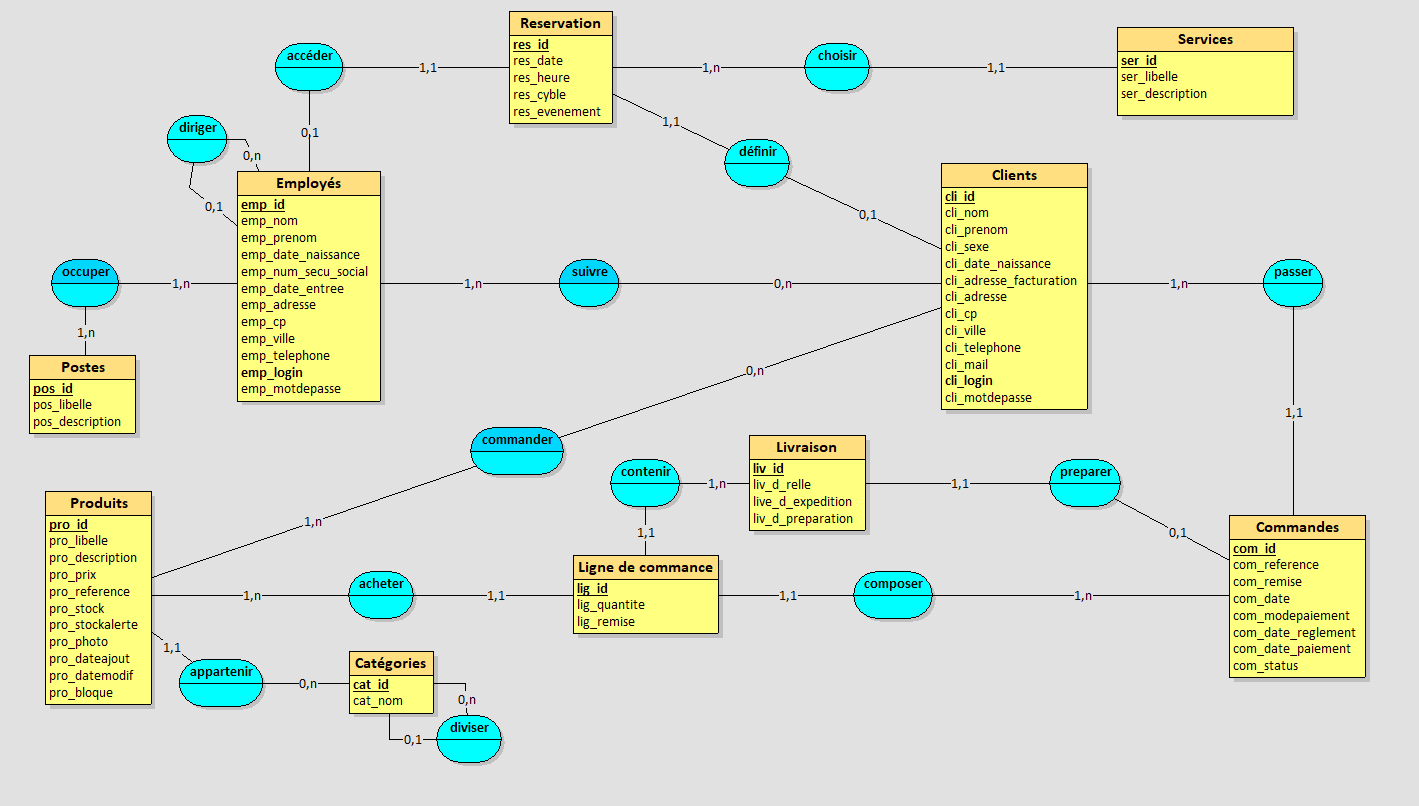 Reservation
res_id
res_date
res_heure
res_cyble
res_evenement
accéder
1,1
0,1
choisir
1,n
1,1
Services
ser_id
ser_libelle
ser_description
diriger
0,n
0,1
définir
1,1
0,1
Employés
emp_id
emp_nom
emp_prenom
emp_date_naissance
emp_num_secu_social
emp_date_entree
emp_adresse
emp_cp
emp_ville
emp_telephone
emp_login
emp_motdepasse
Clients
cli_id
cli_nom
cli_prenom
cli_sexe
cli_date_naissance
cli_adresse_facturation
cli_adresse
cli_cp
cli_ville
cli_telephone
cli_mail
cli_login
cli_motdepasse
occuper
1,n
1,n
suivre
1,n
0,n
passer
1,n
1,1
Postes
pos_id
pos_libelle
pos_description
commander
0,n
1,n
contenir
1,n
1,1
Livraison
liv_id
liv_d_relle
live_d_expedition
liv_d_preparation
preparer
1,1
0,1
Produits
pro_id
pro_libelle
pro_description
pro_prix
pro_reference
pro_stock
pro_stockalerte
pro_photo
pro_dateajout
pro_datemodif
pro_bloque
acheter
1,n
1,1
Ligne de commance
lig_id
lig_quantite
lig_remise
composer
1,1
1,n
Commandes
com_id
com_reference
com_remise
com_date
com_modepaiement
com_date_reglement
com_date_paiement
com_status
appartenir
1,1
0,n
Catégories
cat_id
cat_nom
diviser
0,n
0,1